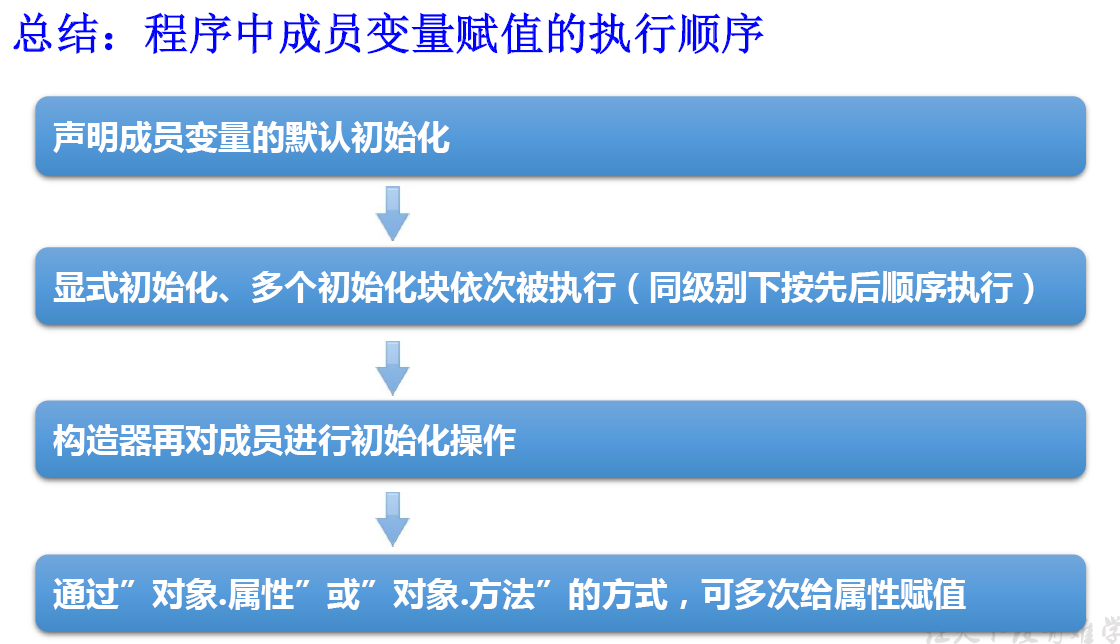 总结：程序中成员变量赋值的执行顺序
声明成员变量的默认初始化
显式初始化、多个初始化块依次被执行（同级别下按先后顺序执行）
构造器再对成员进行初始化操作
通过”对象.属性”或”对象.方法”的方式，可多次给属性赋值